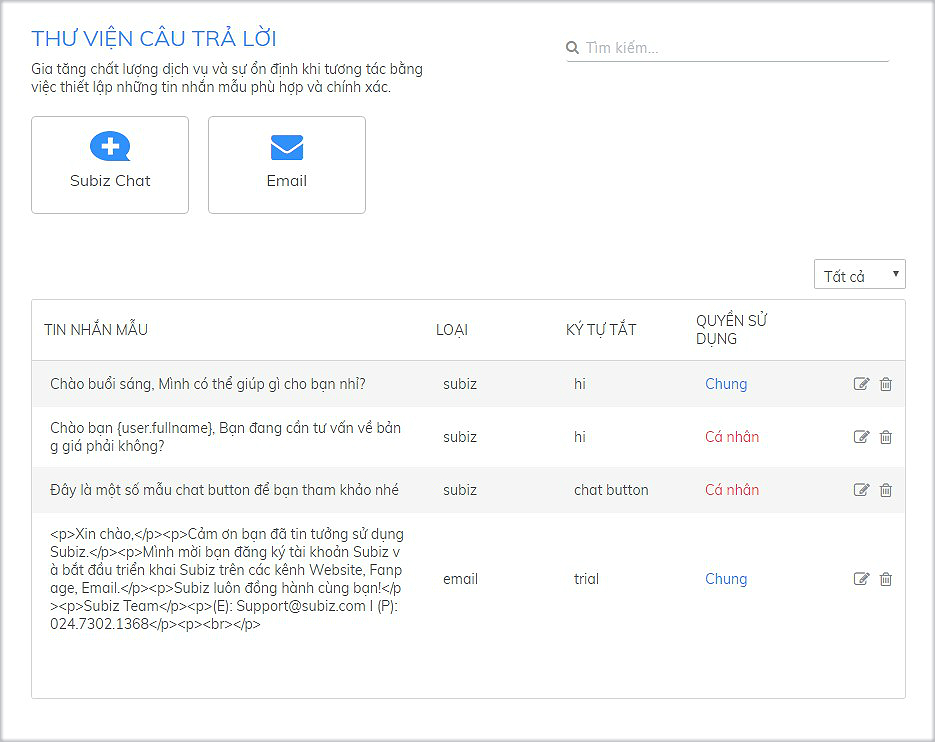 THƯ VIỆN CÂU TRẢ LỜI
Tìm kiếm...
Gia tăng chất lượng dịch vụ và sự ổn định khi tương tác bằng
việc thiết lập những tin nhắn mẫu phù hợp và chính xác.
Subiz Chat
Email
Tất cả
TIN NHẮN MẪU
LOẠI
KÝ TỰ TẮT
QUYỀN SỬ
DỤNG
Chào buổi sáng, Mình có thể giúp gì cho bạn nhỉ?
subiz
hi
Chung
Chào bạn {user.fullname}, Bạn đang cần tư vấn về bản
g giá phải không?
subiz
hi
Cá nhân
Đây là một số mẫu chat button để bạn tham khảo nhé
subiz
chat button
Cá nhân
<p>Xin chào,</p><p>Cảm ơn bạn đã tin tưởng sử dụng
Subiz.</p><p>Mình mời bạn đăng ký tài khoản Subiz v
à bắt đầu triển khai Subiz trên các kênh Website, Fanp
age, Email.</p><p>Subiz luôn đồng hành cùng bạn!</p
><p>Subiz Team</p><p>(E): Support@subiz.com I (P):
024.7302.1368</p><p><br></p>
email
trial
Chung